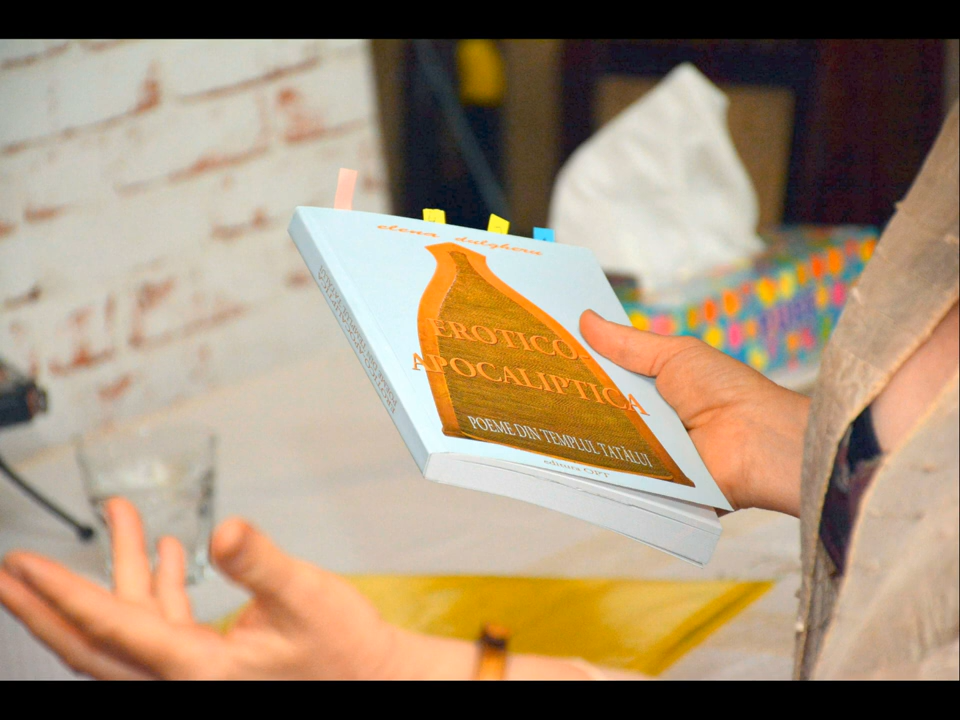 elena dulgheru
EROTICO-
APOCALIPTICA
POEME DIN TEMPLUL TATĂLUI
editura OPT